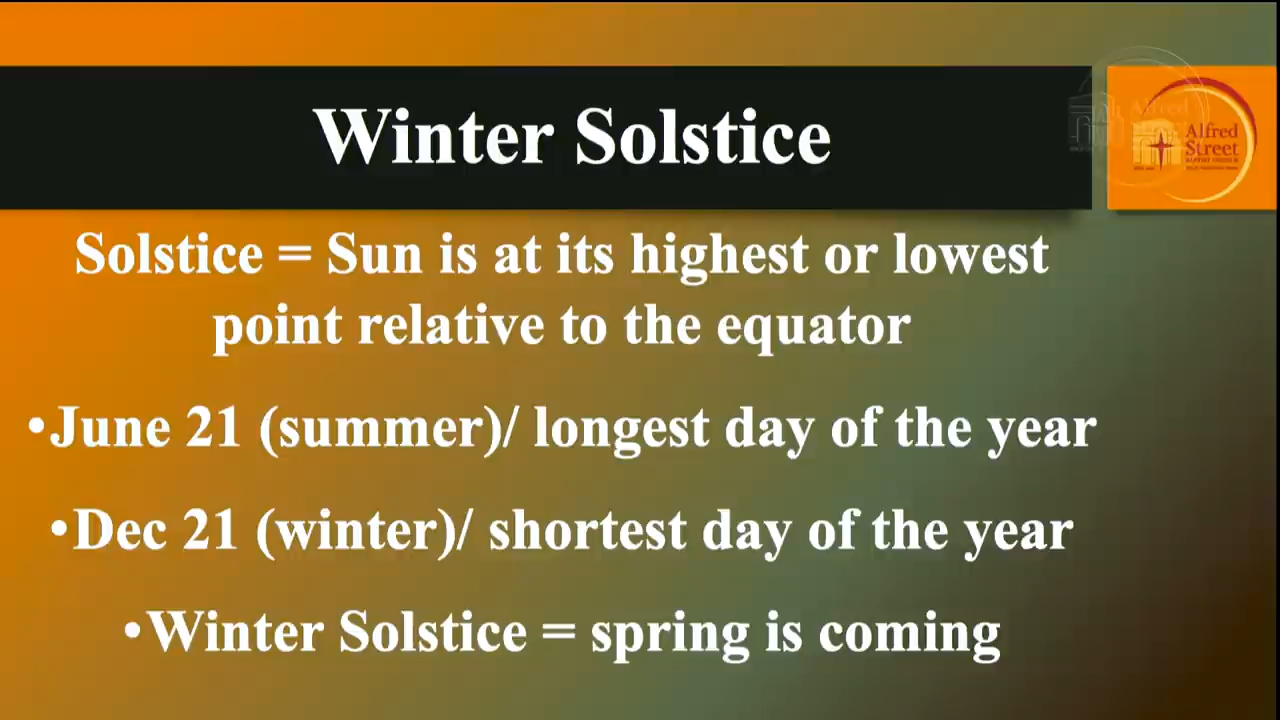 Winter Solstice
Alfred
Street
BAPTIST CHURCH
Solstice = Sun is at its highest or lowest
point relative to the equator
•June 21 (summer)/ longest day of the year
•Dec 21 (winter)/ shortest day of the year
•Winter Solstice = spring is coming